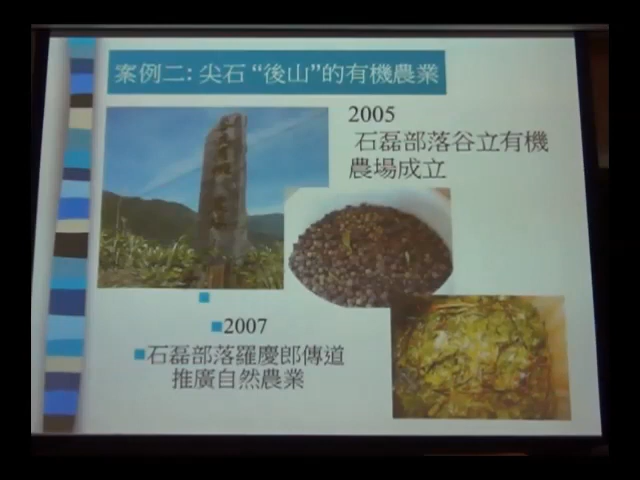 案例二: 尖石 “後山”的有機農業
2005
石磊部落谷立有機
農場成立
2007
石磊部落羅慶郎傳道
推廣自然農業